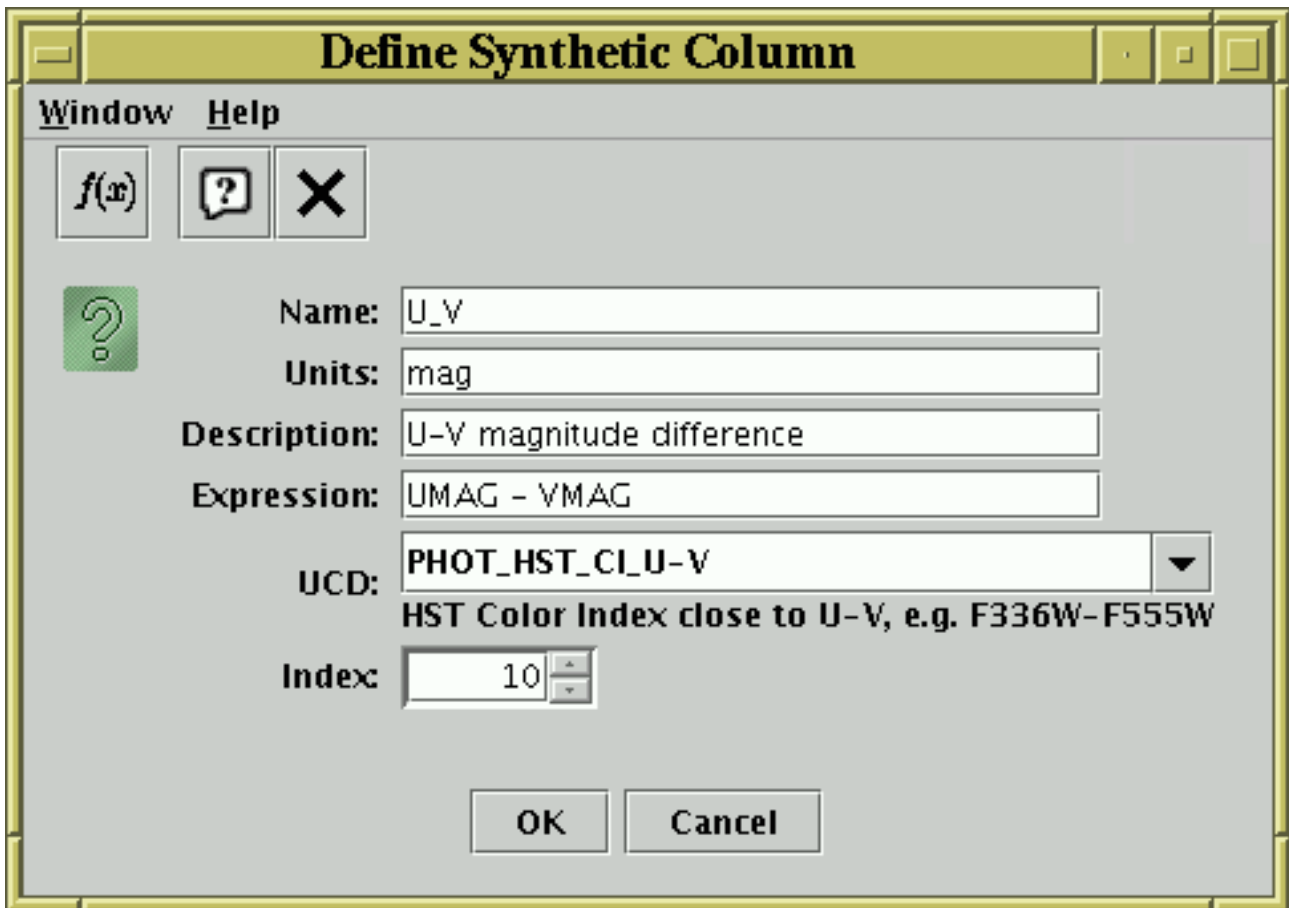 Define Synthetic Column
Window Help
f(x) ?
Name: U_V
Units: mag
Description: U-V magnitude difference
Expression: UMAG - VMAG
UCD: PHOT_HST_CI_U-V
HST Color Index close to U-V, e.g. F336W-F555W
Index: 10
OK Cancel